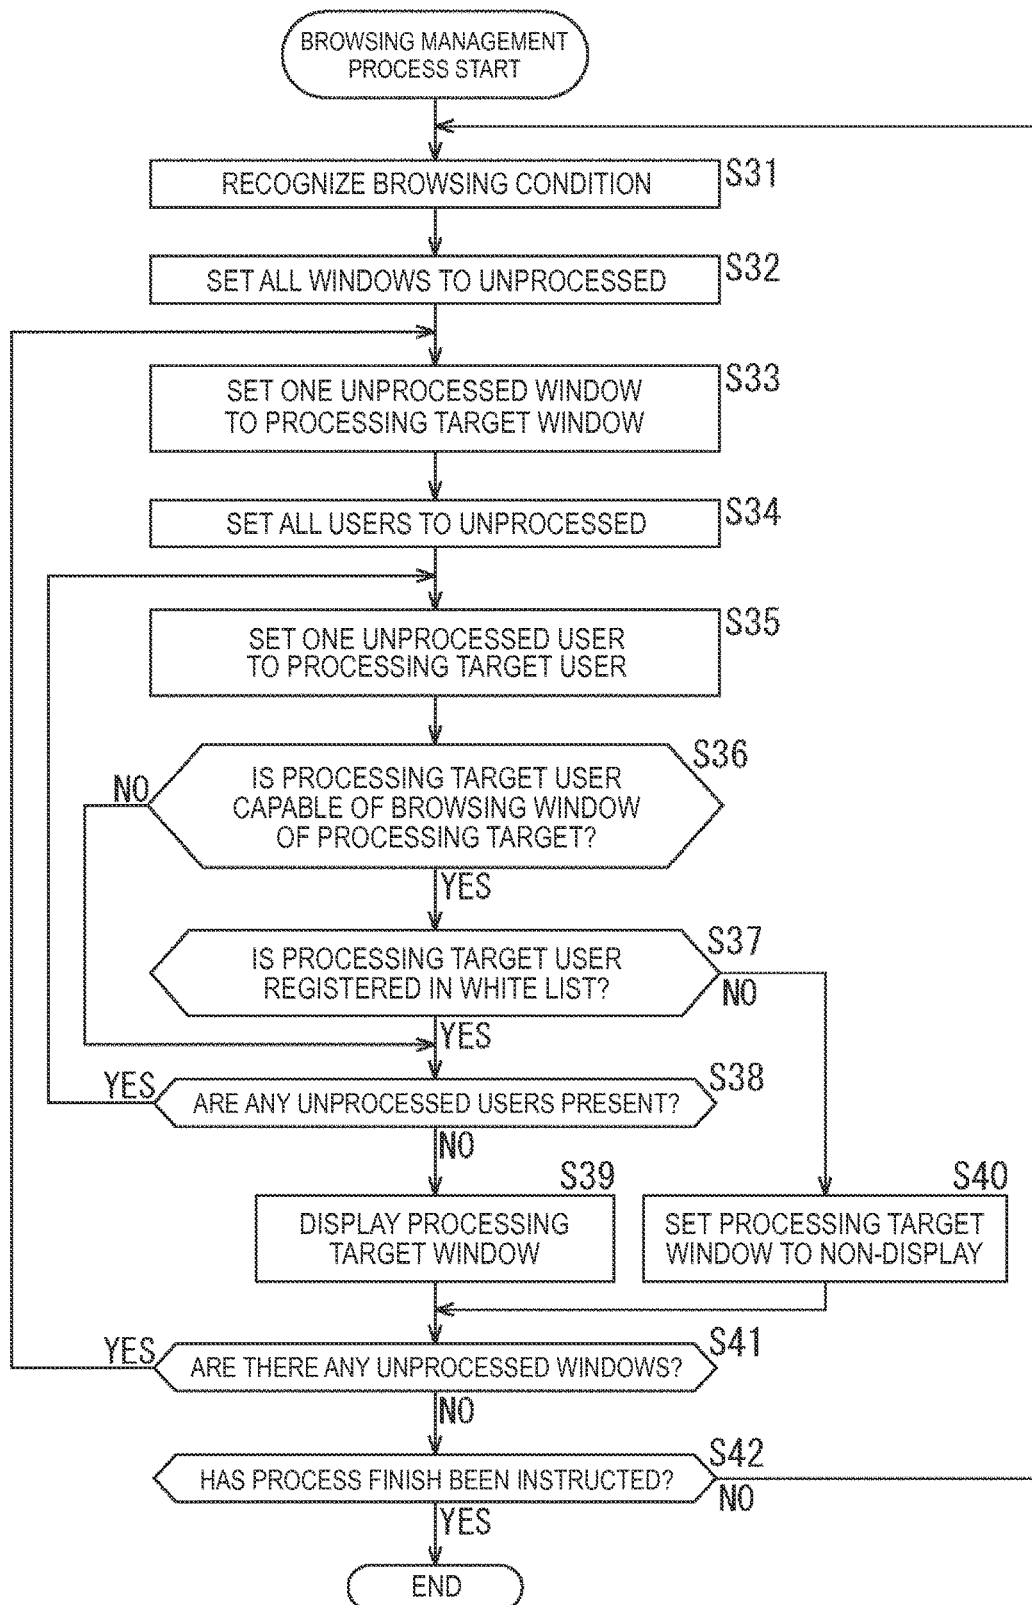 BROWSING MANAGEMENT
PROCESS START
RECOGNIZE BROWSING CONDITION
S31
SET ALL WINDOWS TO UNPROCESSED
S32
SET ONE UNPROCESSED WINDOW
TO PROCESSING TARGET WINDOW
S33
SET ALL USERS TO UNPROCESSED
S34
SET ONE UNPROCESSED USER
TO PROCESSING TARGET USER
S35
IS PROCESSING TARGET USER
CAPABLE OF BROWSING WINDOW
OF PROCESSING TARGET?
S36
NO
YES
IS PROCESSING TARGET USER
REGISTERED IN WHITE LIST?
S37
NO
YES
ARE ANY UNPROCESSED USERS PRESENT?
S38
YES
NO
S39
DISPLAY PROCESSING
TARGET WINDOW
S40
SET PROCESSING TARGET
WINDOW TO NON-DISPLAY
ARE THERE ANY UNPROCESSED WINDOWS?
S41
YES
NO
HAS PROCESS FINISH BEEN INSTRUCTED?
S42
NO
YES
END